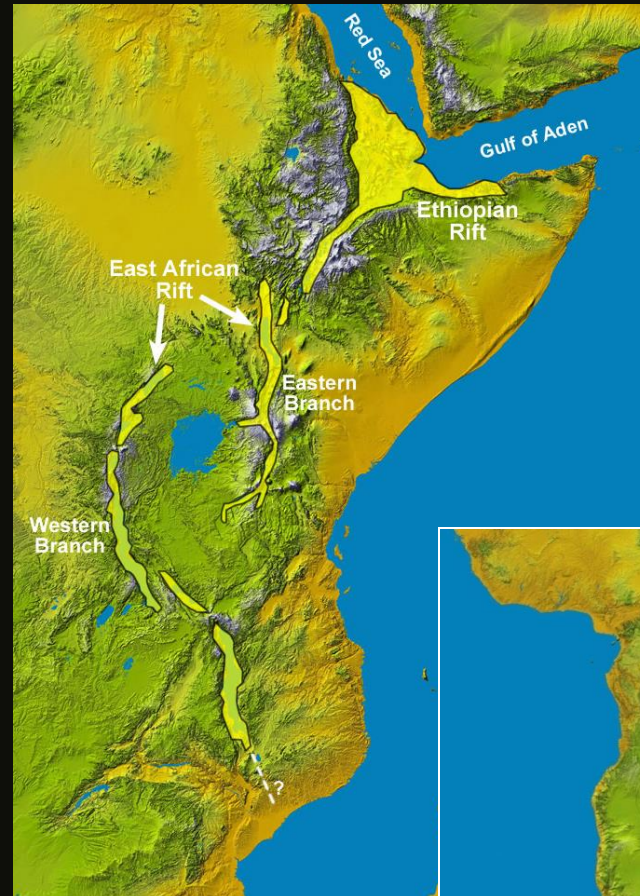 Red Sea
Gulf of Aden
Ethiopian
Rift
East African
Rift
Eastern
Branch
Western
Branch
?